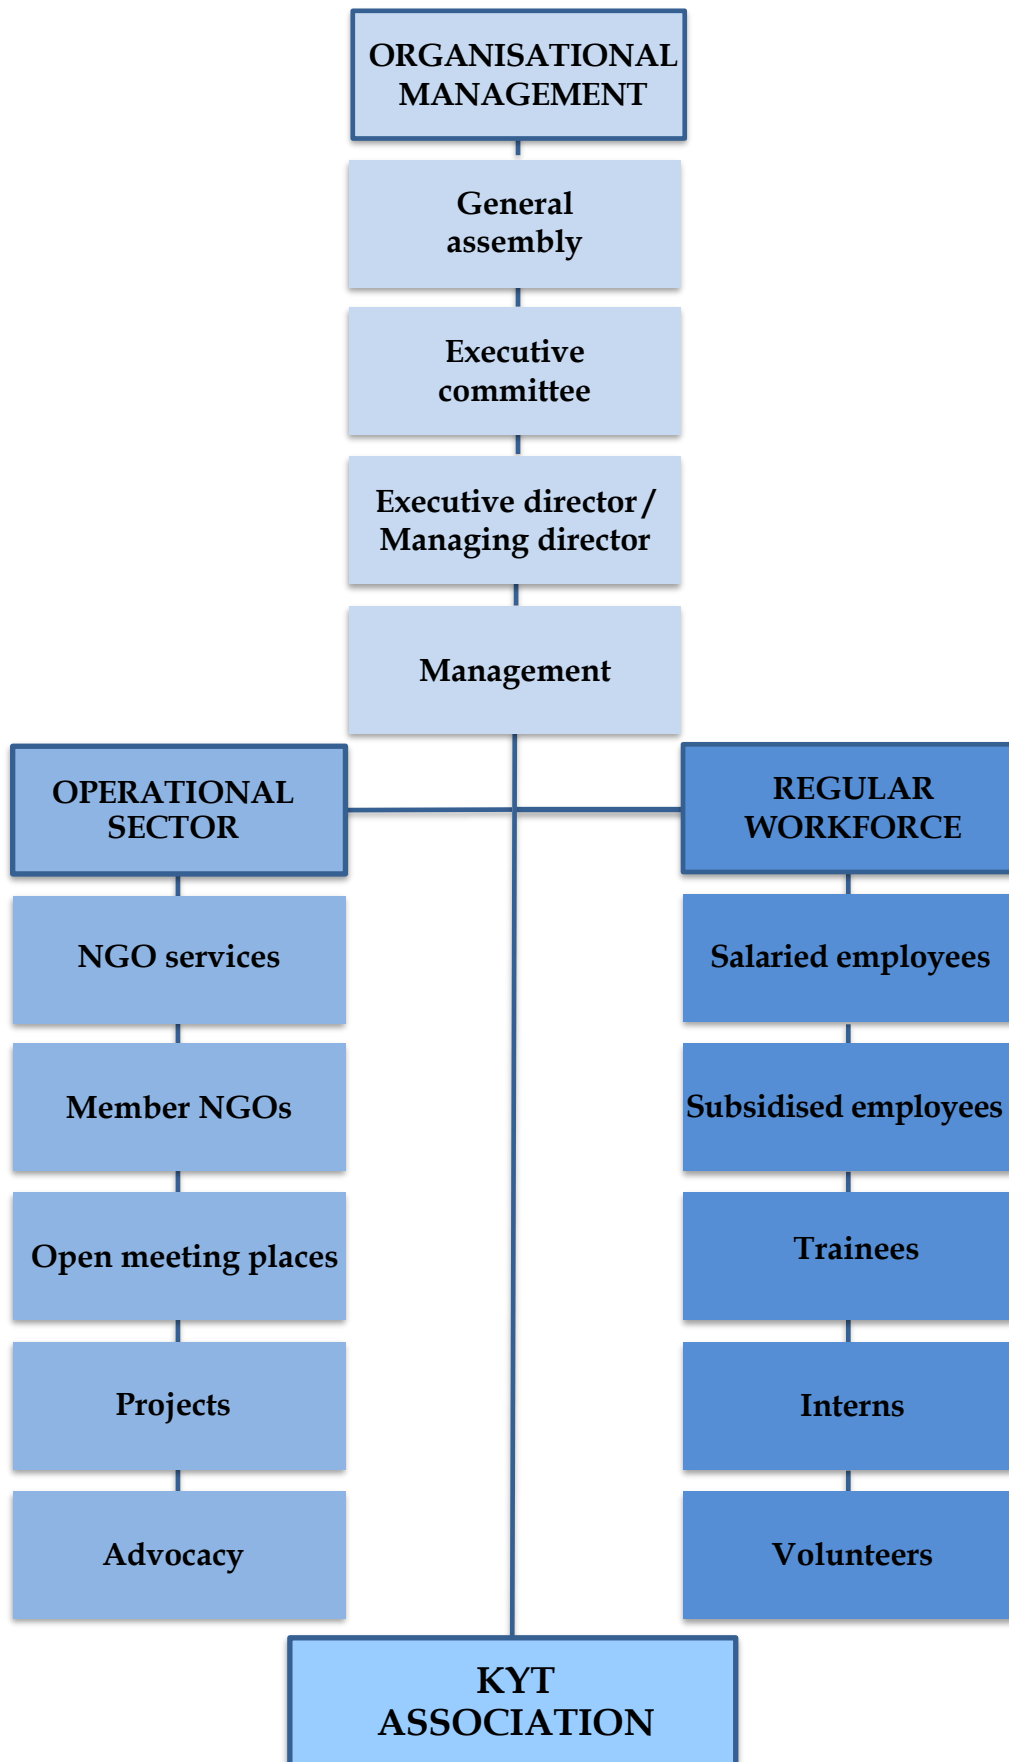 ORGANISATIONAL
MANAGEMENT
General
assembly
Executive
committee
Executive director/
Managing director
Management
OPERATIONAL
SECTOR
NGO services
Member NGOs
Open meeting places
Projects
Advocacy
REGULAR
WORKFORCE
Salaried employees
Subsidised employees
Trainees
Interns
Volunteers
KYT
ASSOCIATION